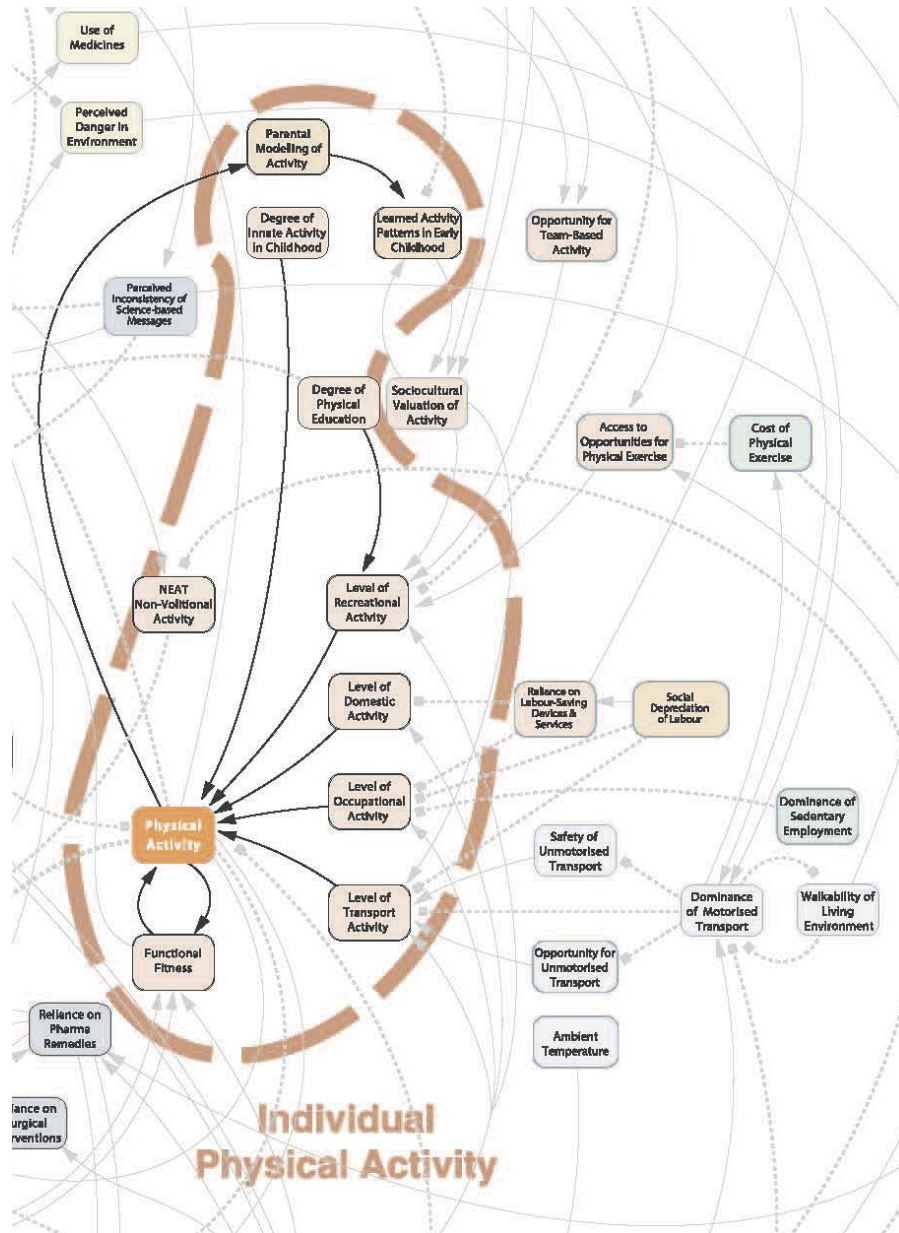 Use of
Medicines
Perceived
Danger in
Environment
Parental
Modelling of
Activity
Degree of
Innate Activity
in Childhood
Learned Activity
Patterns in Early
Childhood
Opportunity for
Team-Based
Activity
Perceived
Inconsistency of
Science-based
Messages
Degree of
Physical
Education
Sociocultural
Valuation of
Activity
Access to
Opportunities for
Physical Exercise
Cost of
Physical
Exercise
NEAT
Non-Volitional
Activity
Level of
Recreational
Activity
Level of
Domestic
Activity
Reliance on
Labour-Saving
Devices &
Services
Social
Depreciation
of Labour
Level of
Occupational
Activity
Physical
Activity
Dominance of
Sedentary
Employment
Safety of
Unmotorised
Transport
Level of
Transport
Activity
Dominance
of Motorised
Transport
Walkability of
Living
Environment
Functional
Fitness
Opportunity for
Unmotorised
Transport
Reliance on
Pharma
Remedies
Ambient
Temperature
iance on
urgical
rventions
Individual
Physical Activity